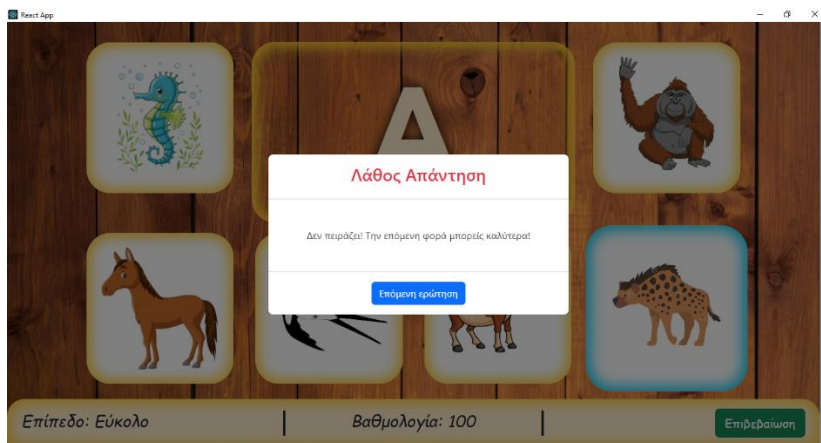 React App
Λάθος Απάντηση
Δεν πειράζει! Την επόμενη φορά μπορείς καλύτερα!
Επόμενη ερώτηση
Επίπεδο: Εύκολο
Βαθμολογία: 100
Επιβεβαίωση